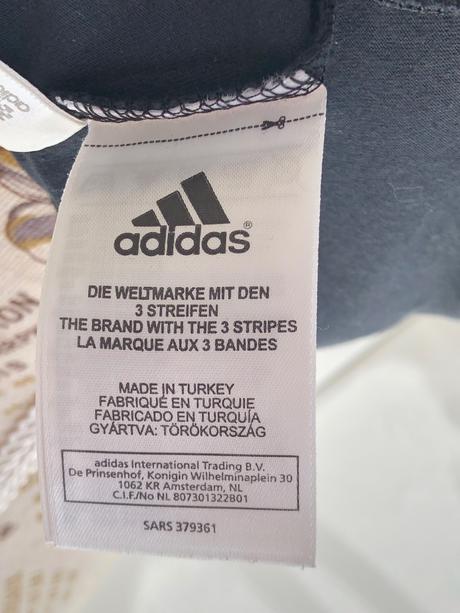 adidas®
DIE WELTMARKE MIT DEN
3 STREIFEN
THE BRAND WITH THE 3 STRIPES
LA MARQUE AUX 3 BANDES
MADE IN TURKEY
FABRIQUÉ EN TURQUIE
FABRICADO EN TURQUÍA
GYÁRTVA: TÖRÖKORSZÁG
adidas International Trading B.V.
De Prinsenhof, Konigin Wilhelminaplein 30
1062 KR Amsterdam, NL
C.I.F./No NL 807301322B01
SARS 379361